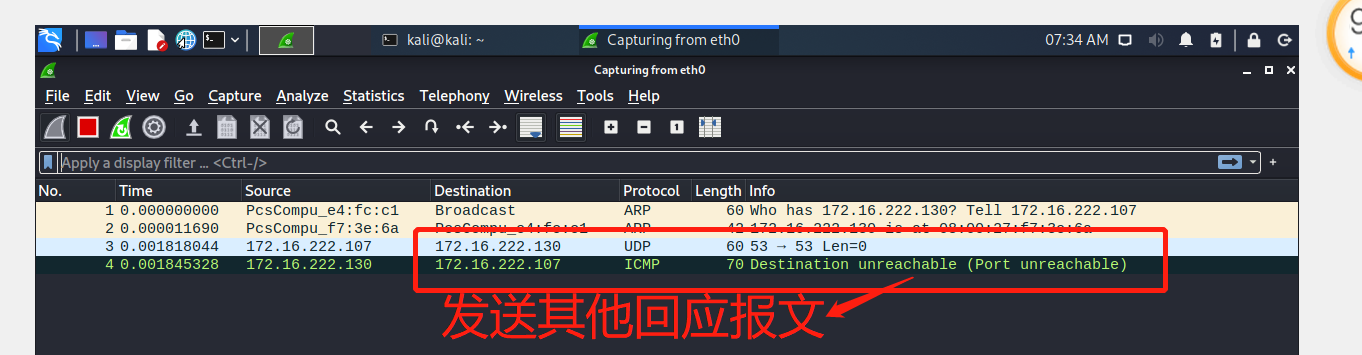 9
kali@kali: ~
Capturing from eth0
07:34 AM
Capturing from eth0
File Edit View Go Capture Analyze Statistics Telephony Wireless Tools Help
Apply a display filter … <Ctrl-/>
No. Time Source Destination Protocol Length Info
1 0.000000000 PcsCompu_e4:fc:c1 Broadcast ARP 60 Who has 172.16.222.130? Tell 172.16.222.107
2 0.000011690 PcsCompu_f7:3e:6a PcsCompu_e4:fc:c1 ARP 42 172.16.222.130 is at 08:00:27:f7:3e:6a
3 0.001818044 172.16.222.107 172.16.222.130 UDP 60 53 → 53 Len=0
4 0.001845328 172.16.222.130 172.16.222.107 ICMP 70 Destination unreachable (Port unreachable)
发送其他回应报文